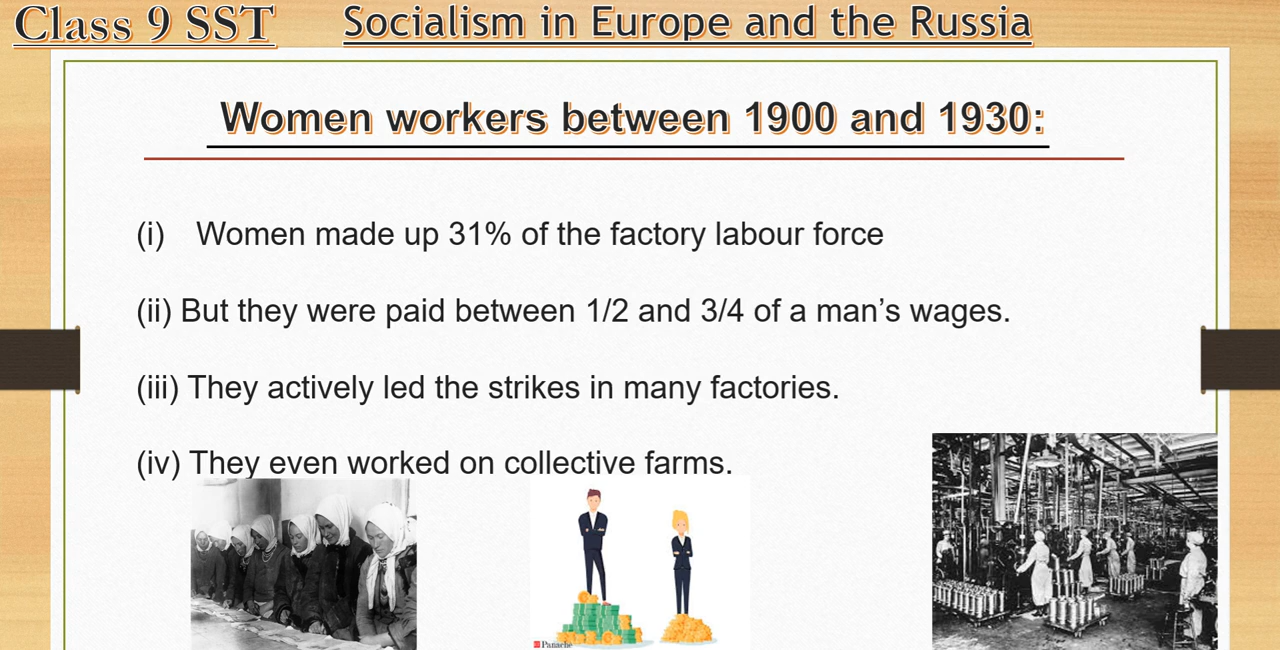 Class 9 SST
Socialism in Europe and the Russia
Women workers between 1900 and 1930:
(i) Women made up 31% of the factory labour force
(ii) But they were paid between 1/2 and 3/4 of a man’s wages.
(iii) They actively led the strikes in many factories.
(iv) They even worked on collective farms.
Panache